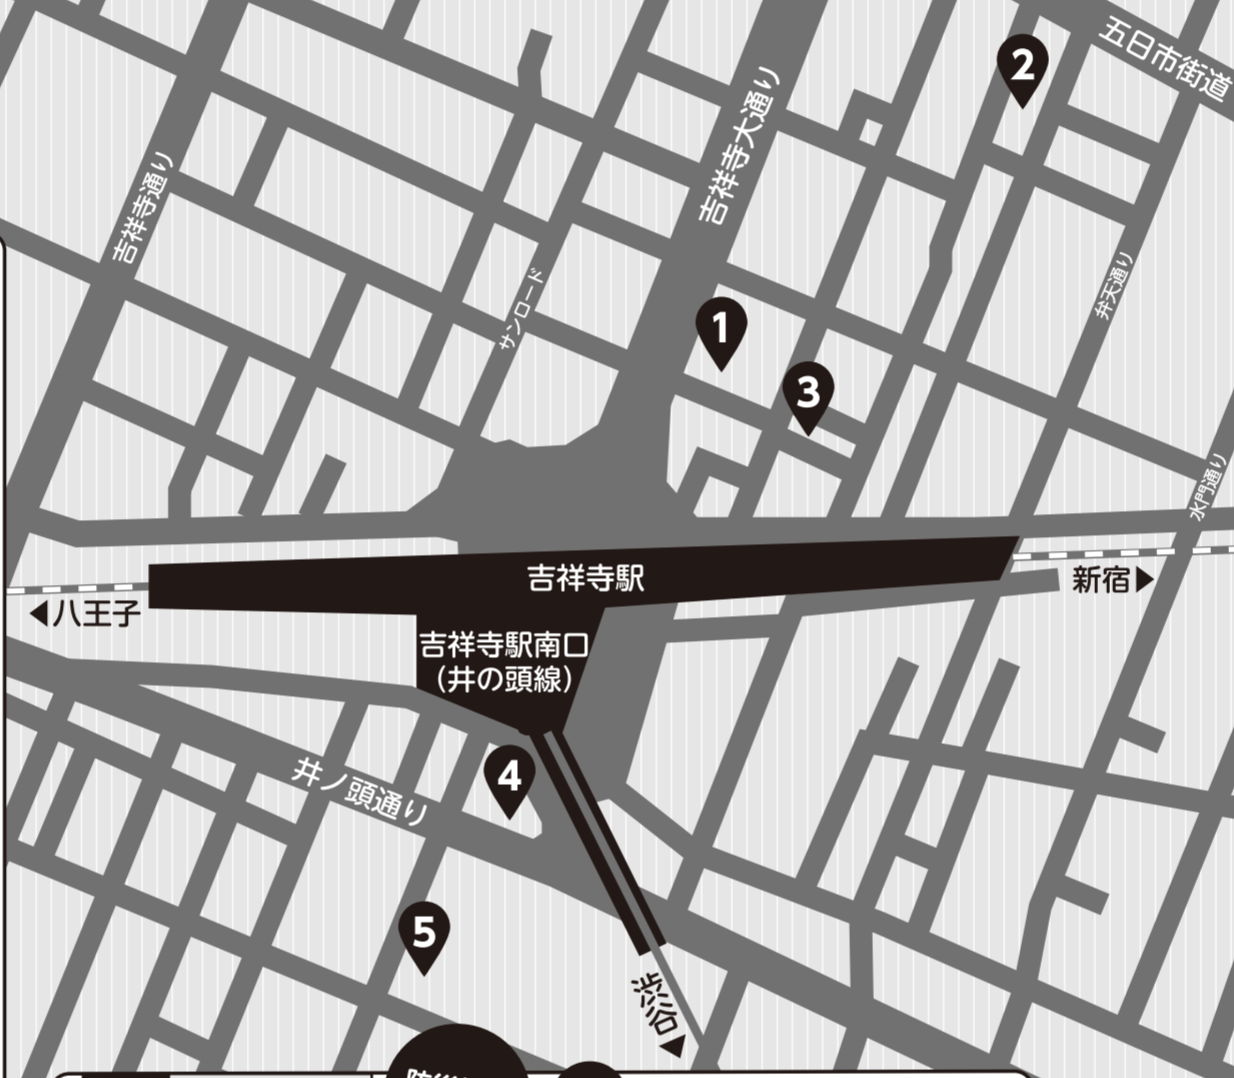 五日市街道
2
吉祥寺大通り
吉祥寺通り
サンロード
弁天通り
1
3
水門通り
吉祥寺駅
新宿▶
◀八王子
吉祥寺駅南口
（井の頭線）
4
井ノ頭通り
5
渋谷▶